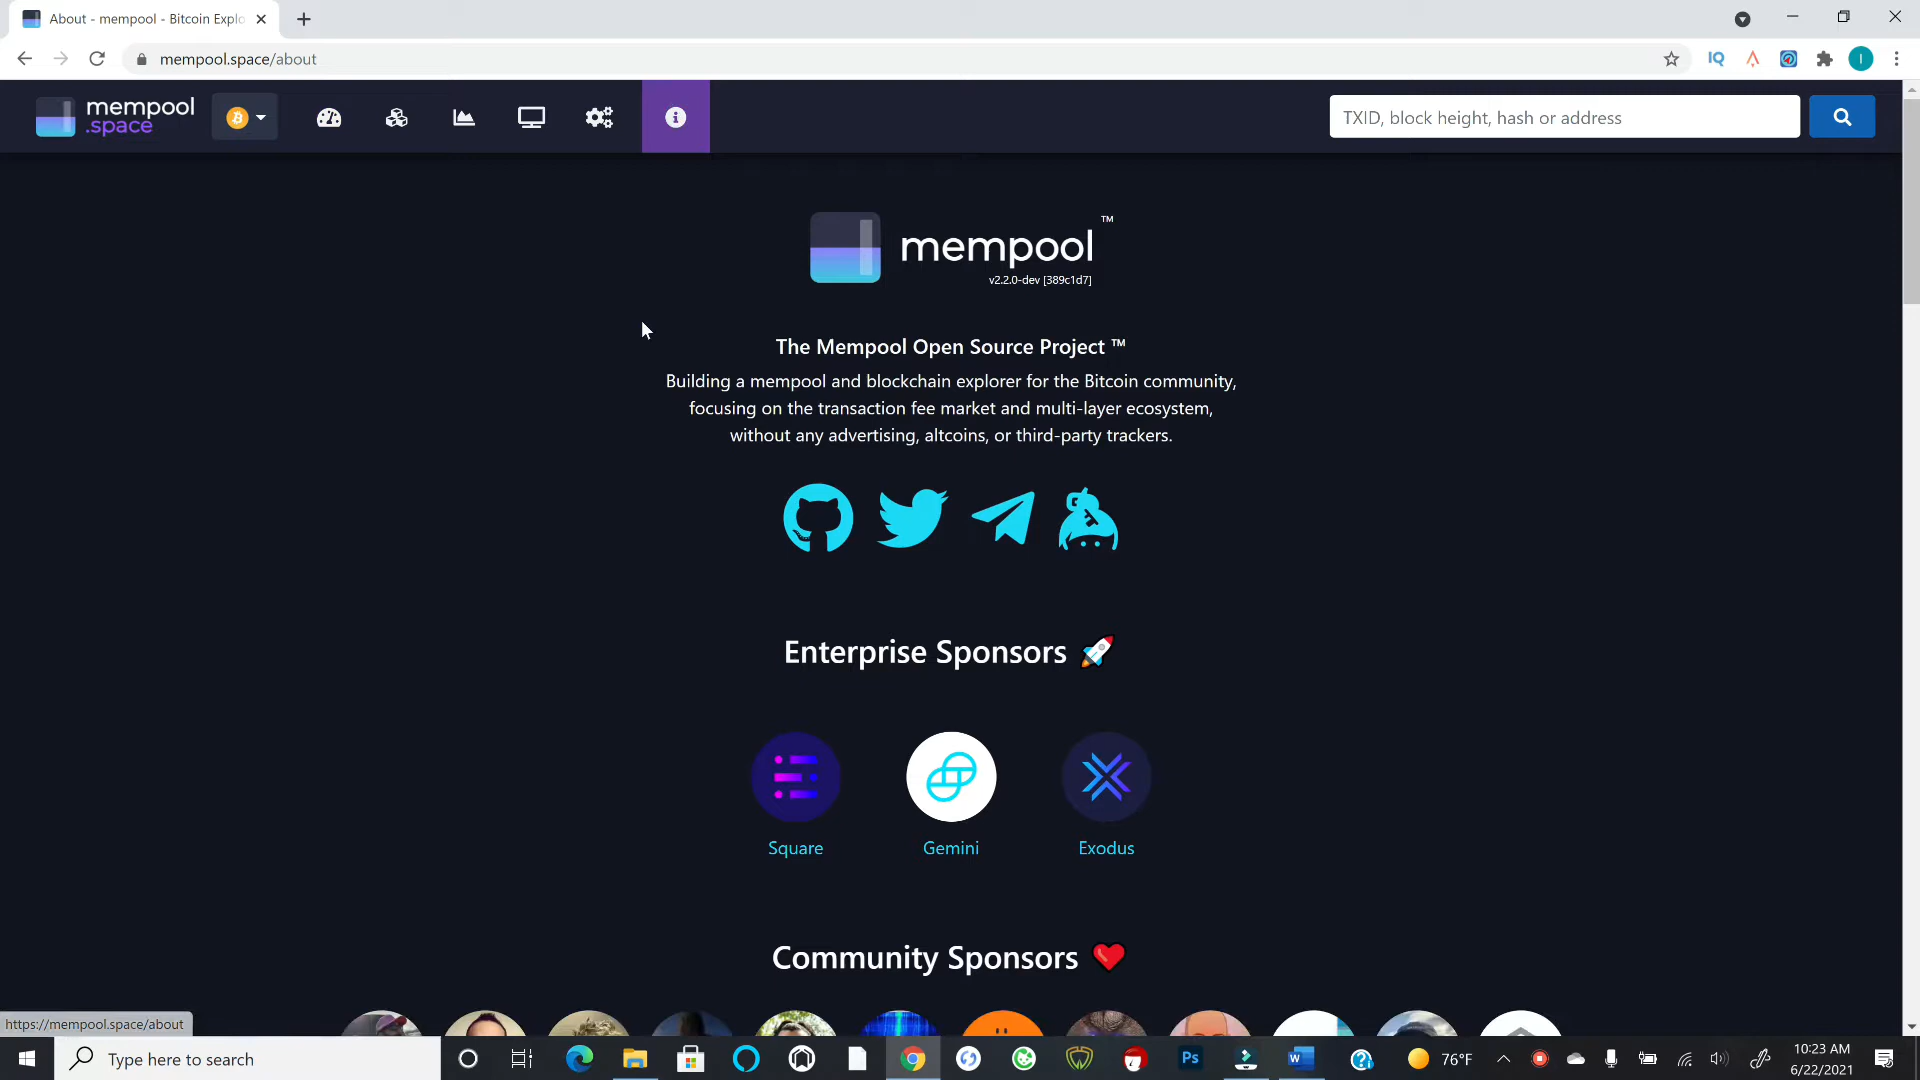 About - mempool - Bitcoin Explo
mempool.space/about
mempool
.space
TXID, block height, hash or address
mempool ™
v2.2.0-dev [389c1d7]
The Mempool Open Source Project ™
Building a mempool and blockchain explorer for the Bitcoin community,
focusing on the transaction fee market and multi-layer ecosystem,
without any advertising, altcoins, or third-party trackers.
Enterprise Sponsors 🚀
Square
Gemini
Exodus
Community Sponsors ❤️
https://mempool.space/about
Type here to search
76°F
10:23 AM
6/22/2021
IQ
I
Ps
W